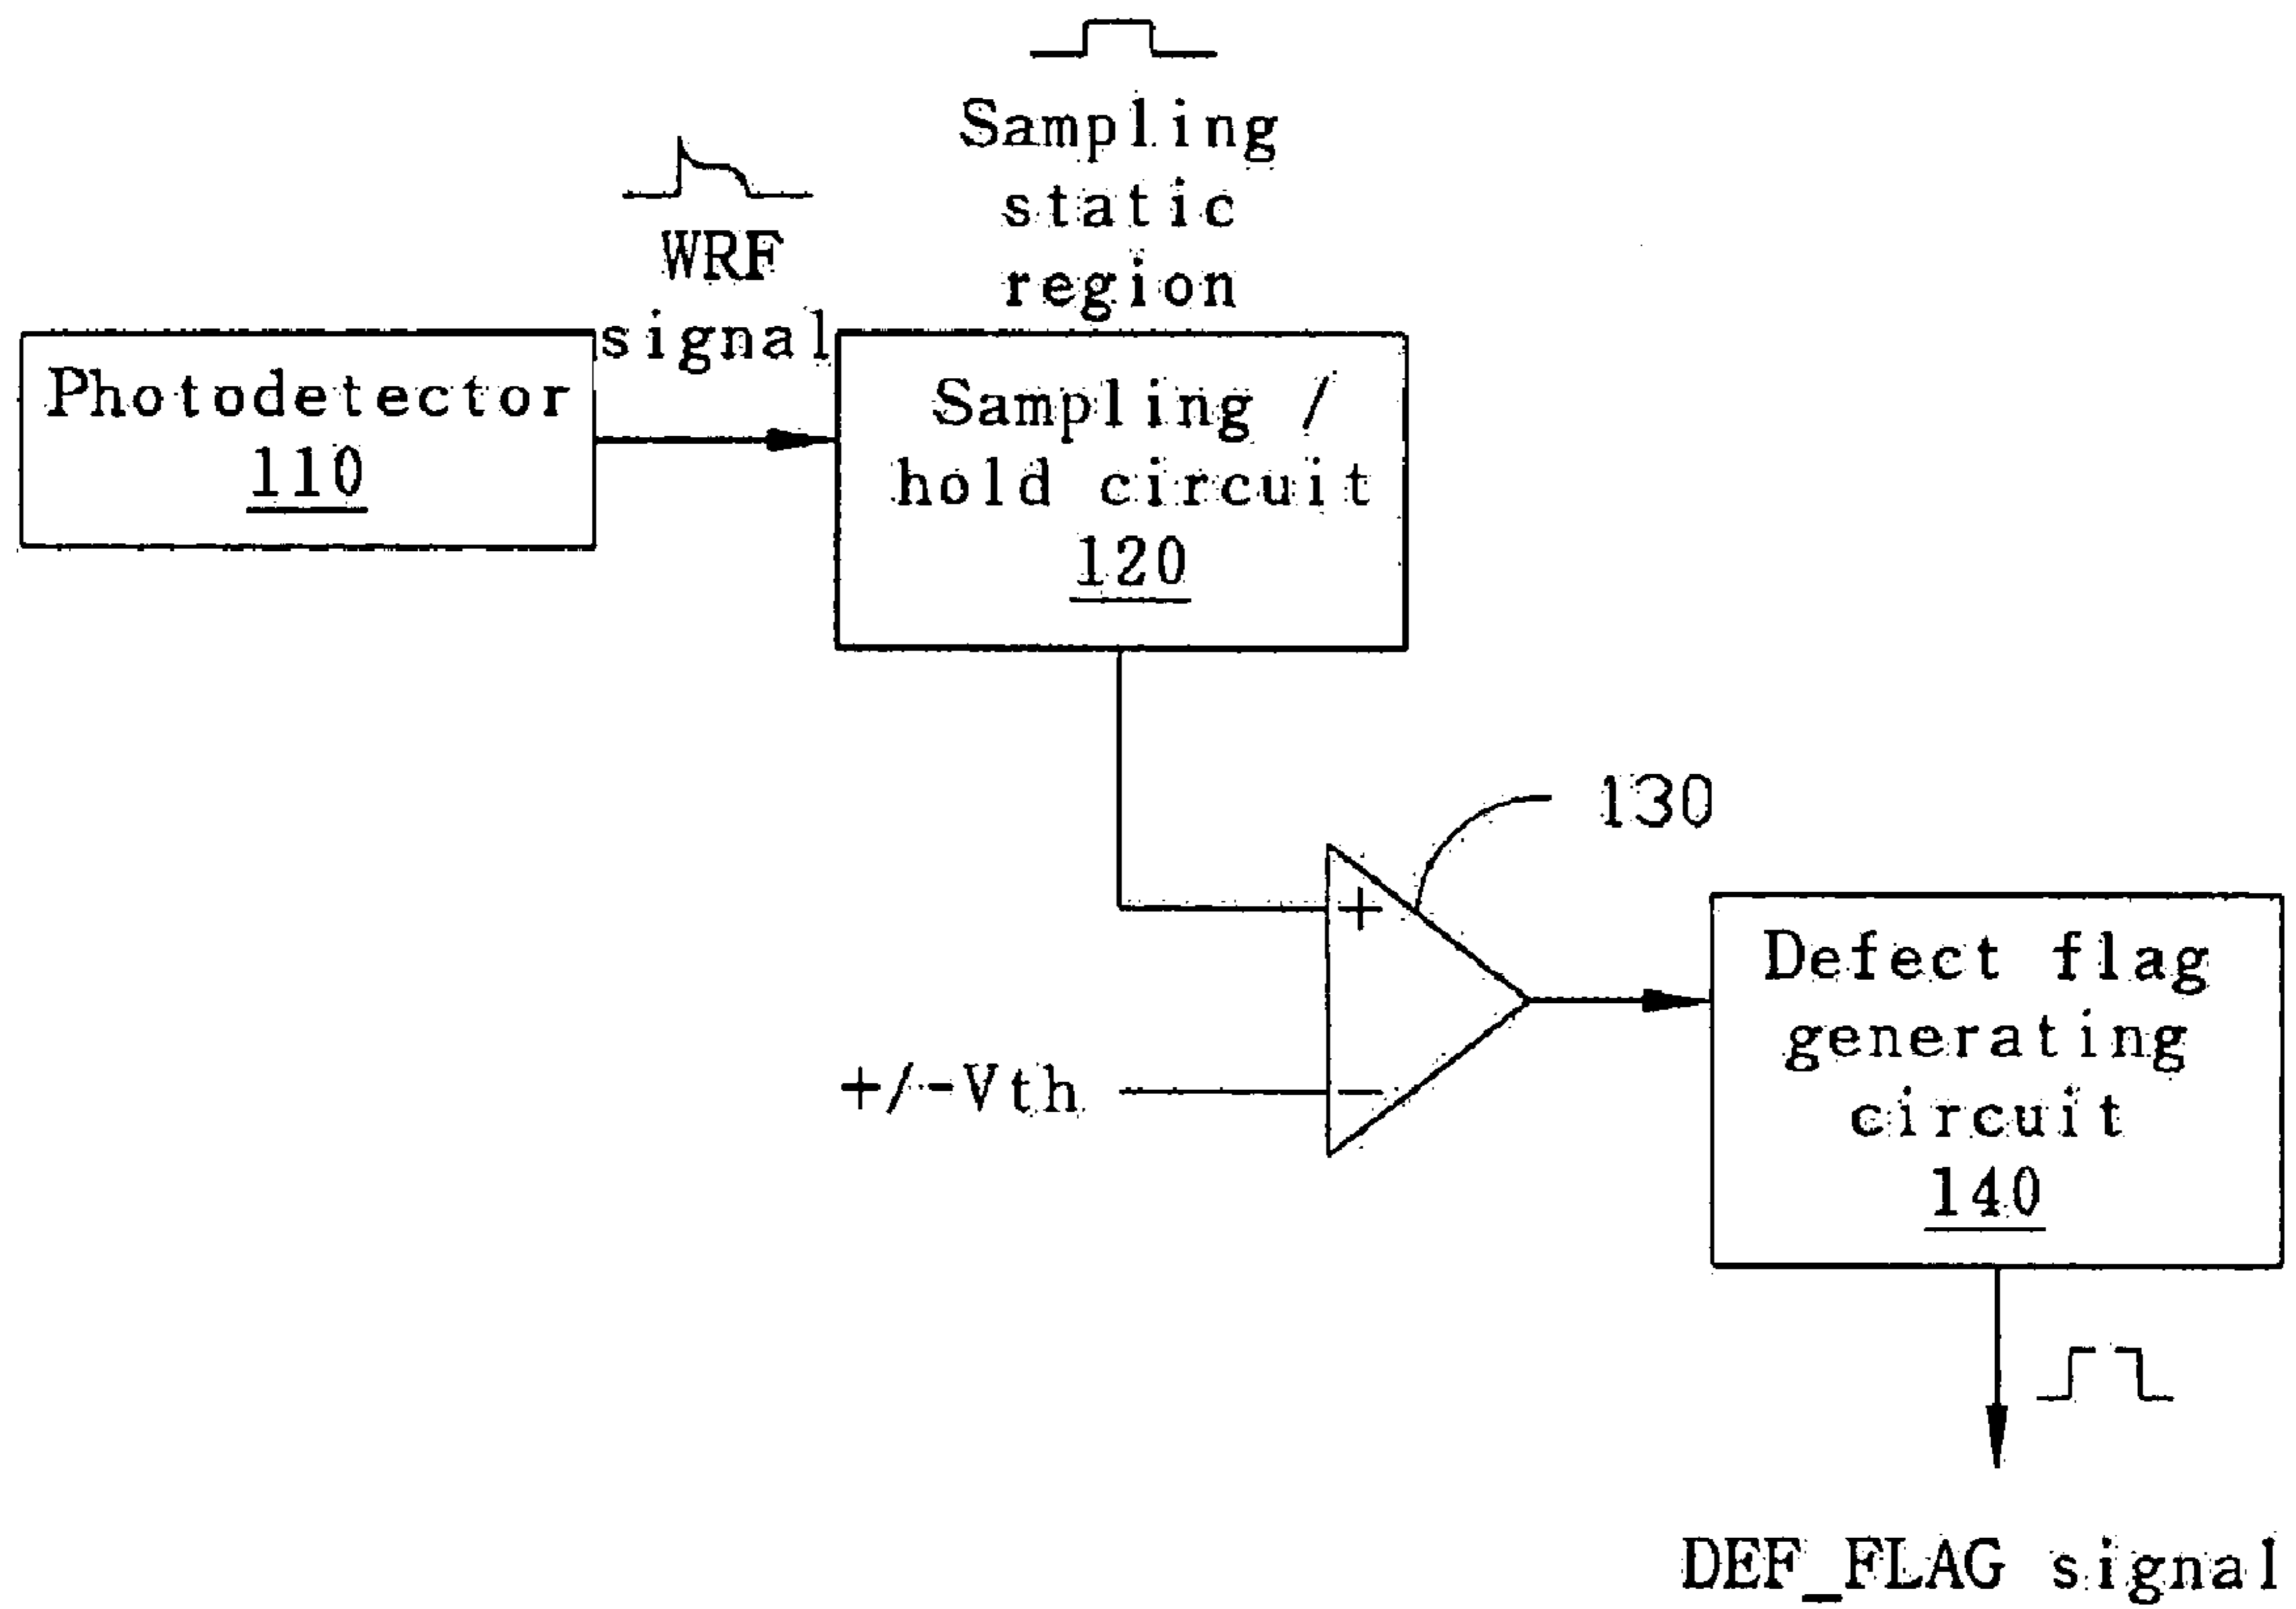 Sampling
static
region
WRF
signal
Photodetector
110
Sampling /
hold circuit
120
130
+
+/-Vth
-
Defect flag
generating
circuit
140
DEF_FLAG signal